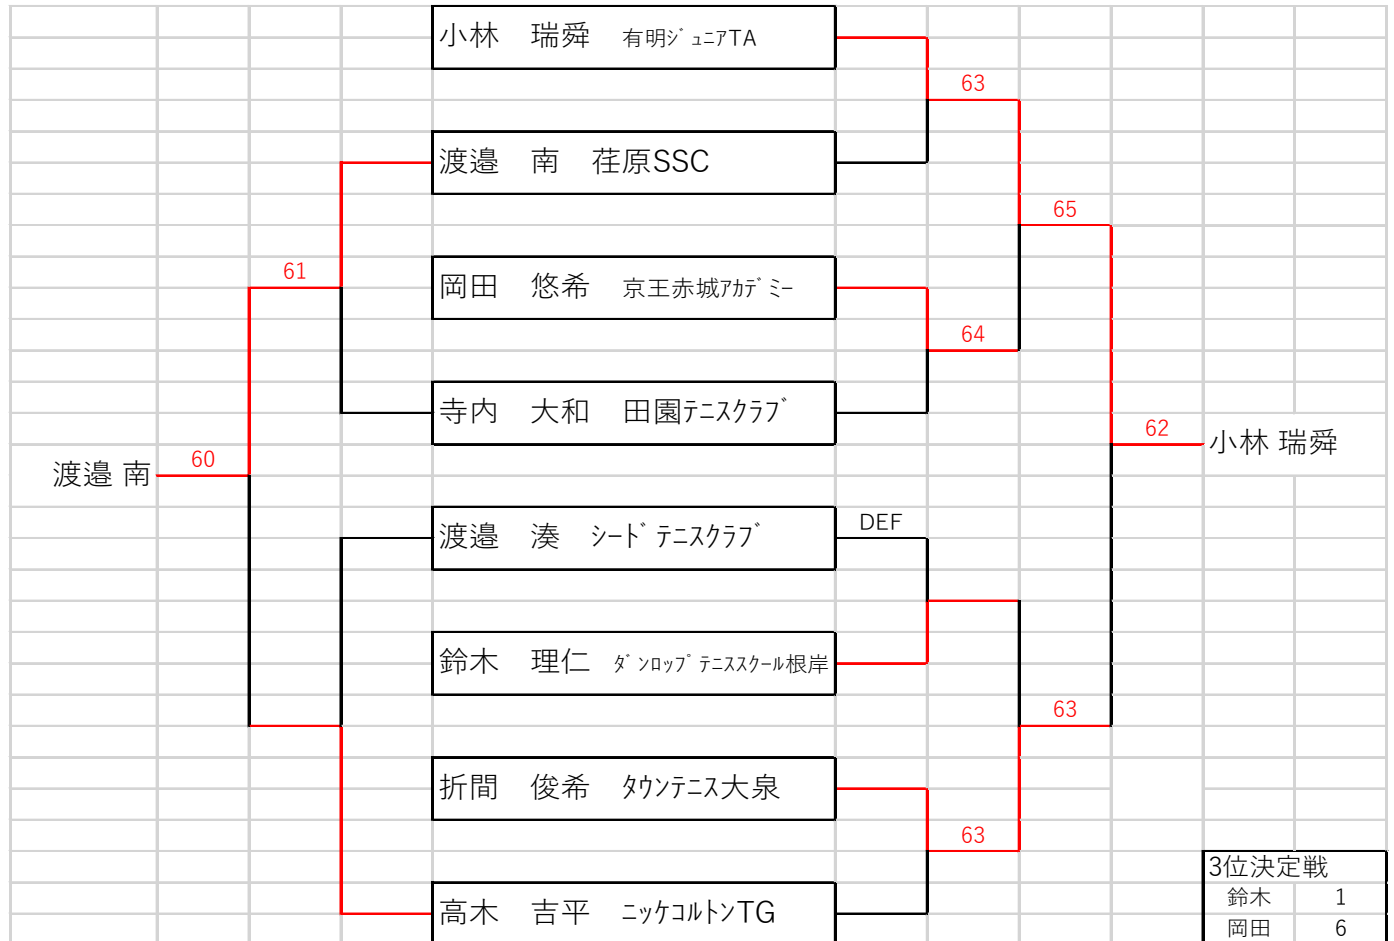 小林　瑞舜　有明ｼﾞｭﾆｱTA
63
渡邉　南　荏原SSC
65
61
岡田　悠希　京王赤城ｱｶﾃﾞﾐｰ
64
寺内　大和　田園ﾃﾆｽｸﾗﾌﾞ
62
小林 瑞舜
60
渡邉 南
渡邉　湊　ｼｰﾄﾞﾃﾆｽｸﾗﾌﾞ
DEF
鈴木　理仁　ﾀﾞﾝﾛｯﾌﾟﾃﾆｽｽｸｰﾙ根岸
63
折間　俊希　ﾀｳﾝﾃﾆｽ大泉
63
3位決定戦
鈴木 1
高木　吉平　ﾆｯｹｺﾙﾄﾝTG
岡田 6